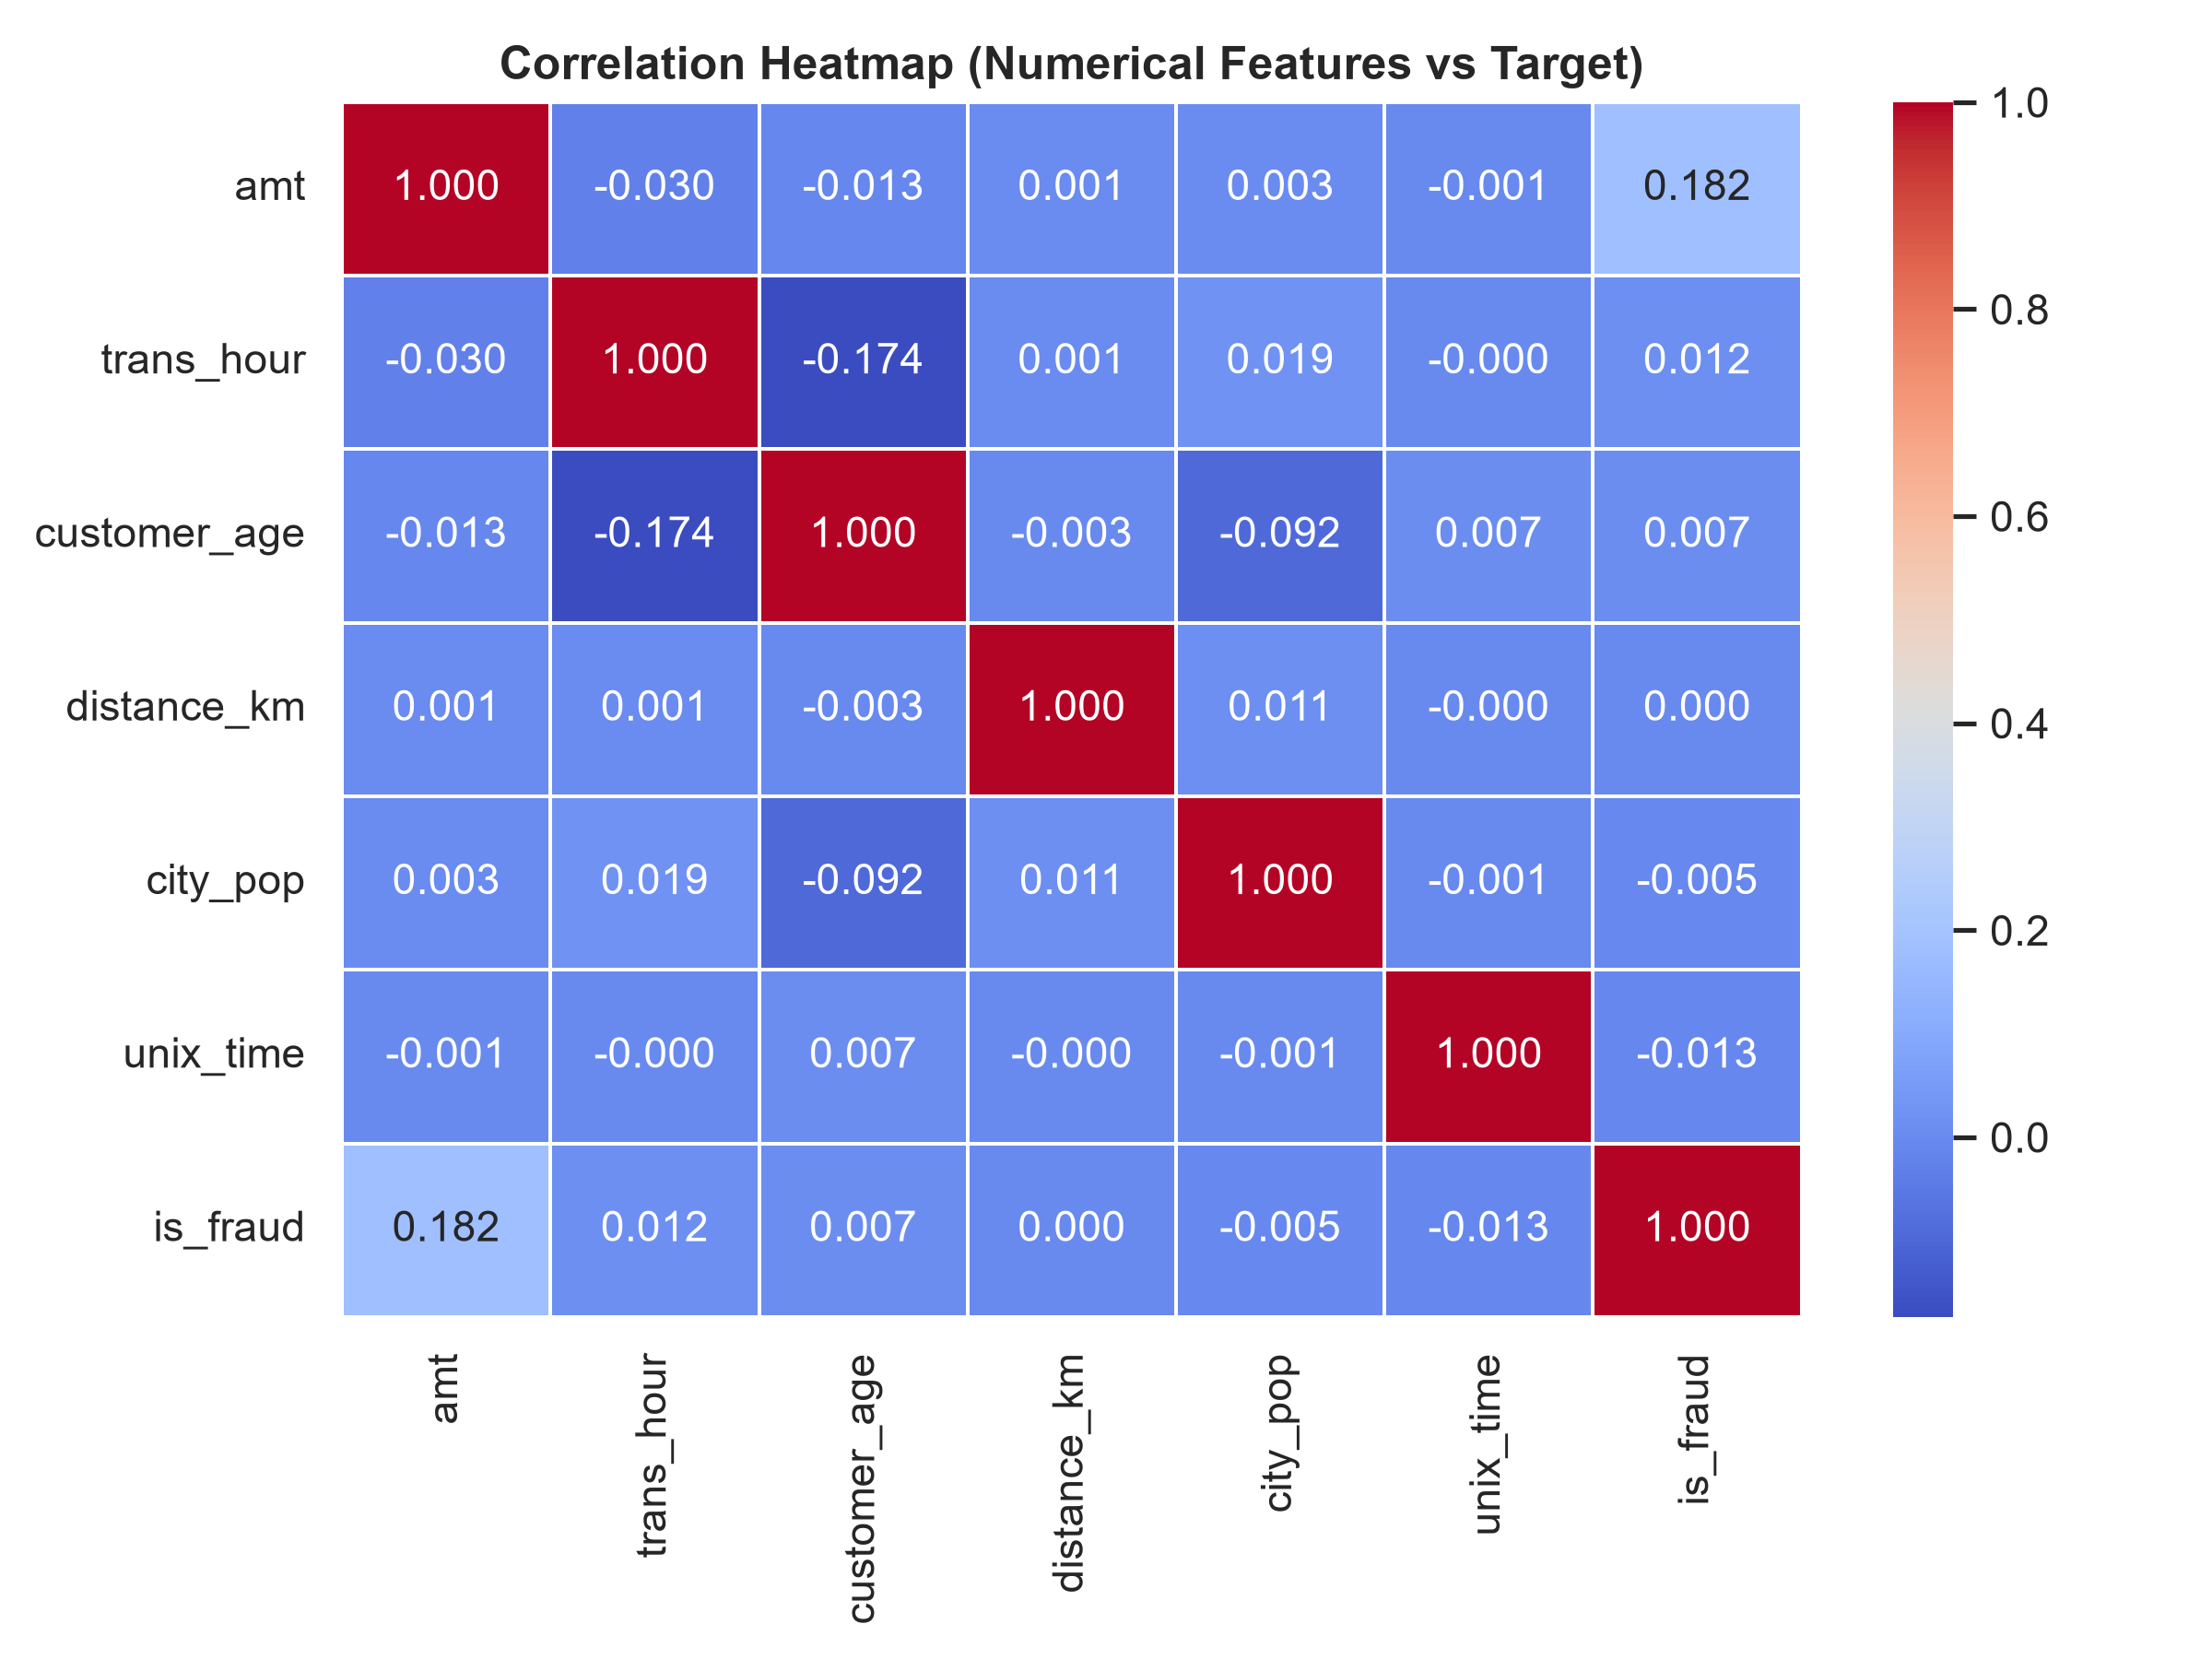 Correlation Heatmap (Numerical Features vs Target)
amt 1.000 -0.030 -0.013 0.001 0.003 -0.001 0.182
trans_hour -0.030 1.000 -0.174 0.001 0.019 -0.000 0.012
customer_age -0.013 -0.174 1.000 -0.003 -0.092 0.007 0.007
distance_km 0.001 0.001 -0.003 1.000 0.011 -0.000 0.000
city_pop 0.003 0.019 -0.092 0.011 1.000 -0.001 -0.005
unix_time -0.001 -0.000 0.007 -0.000 -0.001 1.000 -0.013
is_fraud 0.182 0.012 0.007 0.000 -0.005 -0.013 1.000
amt trans_hour customer_age distance_km city_pop unix_time is_fraud
1.0
0.8
0.6
0.4
0.2
0.0